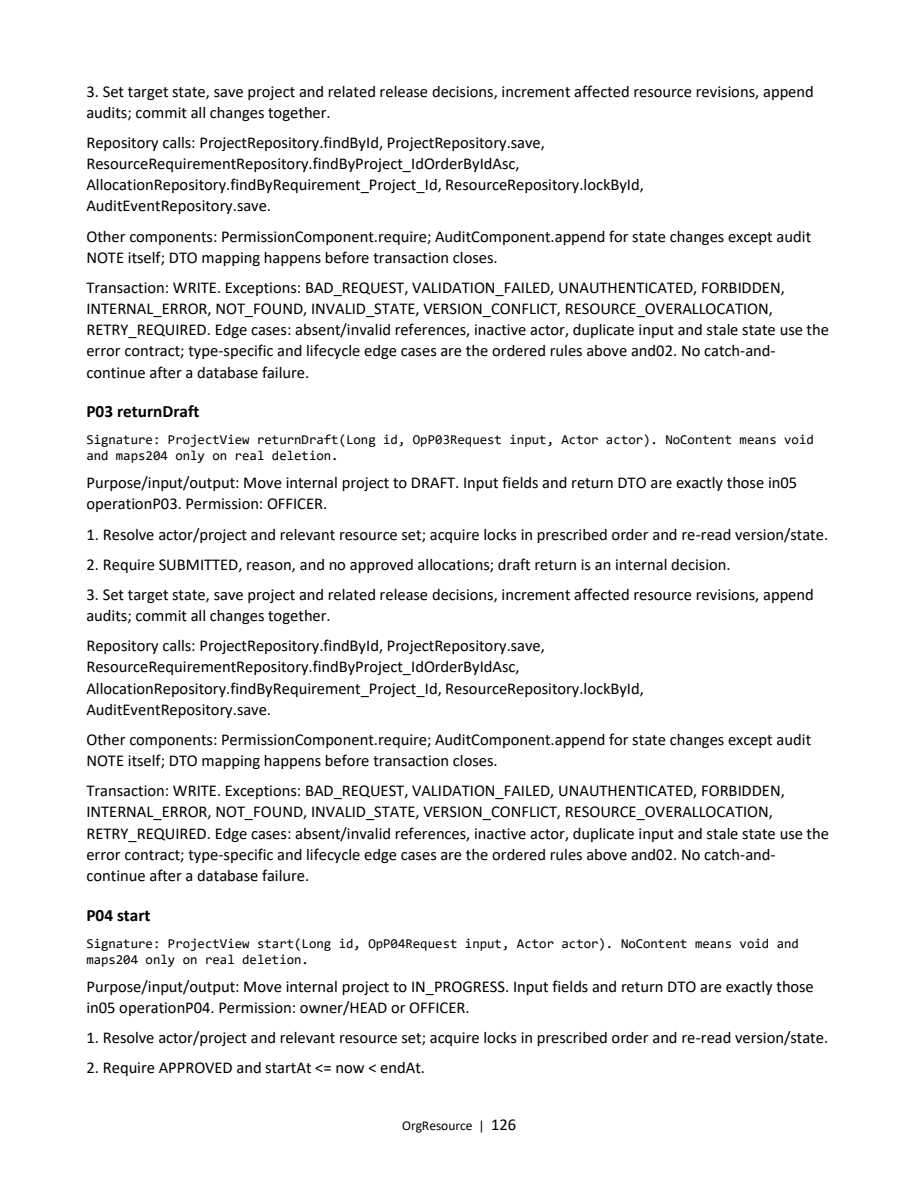 3. Set target state, save project and related release decisions, increment affected resource revisions, append
audits; commit all changes together.
Repository calls: ProjectRepository.findById, ProjectRepository.save,
ResourceRequirementRepository.findByProject_IdOrderByIdAsc,
AllocationRepository.findByRequirement_Project_Id, ResourceRepository.lockById,
AuditEventRepository.save.
Other components: PermissionComponent.require; AuditComponent.append for state changes except audit
NOTE itself; DTO mapping happens before transaction closes.
Transaction: WRITE. Exceptions: BAD_REQUEST, VALIDATION_FAILED, UNAUTHENTICATED, FORBIDDEN,
INTERNAL_ERROR, NOT_FOUND, INVALID_STATE, VERSION_CONFLICT, RESOURCE_OVERALLOCATION,
RETRY_REQUIRED. Edge cases: absent/invalid references, inactive actor, duplicate input and stale state use the
error contract; type-specific and lifecycle edge cases are the ordered rules above and02. No catch-and-
continue after a database failure.
P03 returnDraft
Signature: ProjectView returnDraft(Long id, OpP03Request input, Actor actor). NoContent means void
and maps204 only on real deletion.
Purpose/input/output: Move internal project to DRAFT. Input fields and return DTO are exactly those in05
operationP03. Permission: OFFICER.
1. Resolve actor/project and relevant resource set; acquire locks in prescribed order and re-read version/state.
2. Require SUBMITTED, reason, and no approved allocations; draft return is an internal decision.
3. Set target state, save project and related release decisions, increment affected resource revisions, append
audits; commit all changes together.
Repository calls: ProjectRepository.findById, ProjectRepository.save,
ResourceRequirementRepository.findByProject_IdOrderByIdAsc,
AllocationRepository.findByRequirement_Project_Id, ResourceRepository.lockById,
AuditEventRepository.save.
Other components: PermissionComponent.require; AuditComponent.append for state changes except audit
NOTE itself; DTO mapping happens before transaction closes.
Transaction: WRITE. Exceptions: BAD_REQUEST, VALIDATION_FAILED, UNAUTHENTICATED, FORBIDDEN,
INTERNAL_ERROR, NOT_FOUND, INVALID_STATE, VERSION_CONFLICT, RESOURCE_OVERALLOCATION,
RETRY_REQUIRED. Edge cases: absent/invalid references, inactive actor, duplicate input and stale state use the
error contract; type-specific and lifecycle edge cases are the ordered rules above and02. No catch-and-
continue after a database failure.
P04 start
Signature: ProjectView start(Long id, OpP04Request input, Actor actor). NoContent means void and
maps204 only on real deletion.
Purpose/input/output: Move internal project to IN_PROGRESS. Input fields and return DTO are exactly those
in05 operationP04. Permission: owner/HEAD or OFFICER.
1. Resolve actor/project and relevant resource set; acquire locks in prescribed order and re-read version/state.
2. Require APPROVED and startAt <= now < endAt.
OrgResource | 126